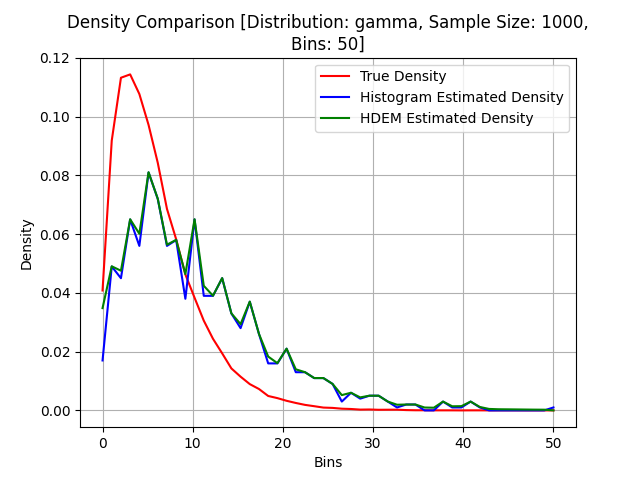 Density Comparison [Distribution: gamma, Sample Size: 1000,
Bins: 50]
True Density
Histogram Estimated Density
HDEM Estimated Density
Density
0.12
0.10
0.08
0.06
0.04
0.02
0.00
0 10 20 30 40 50
Bins